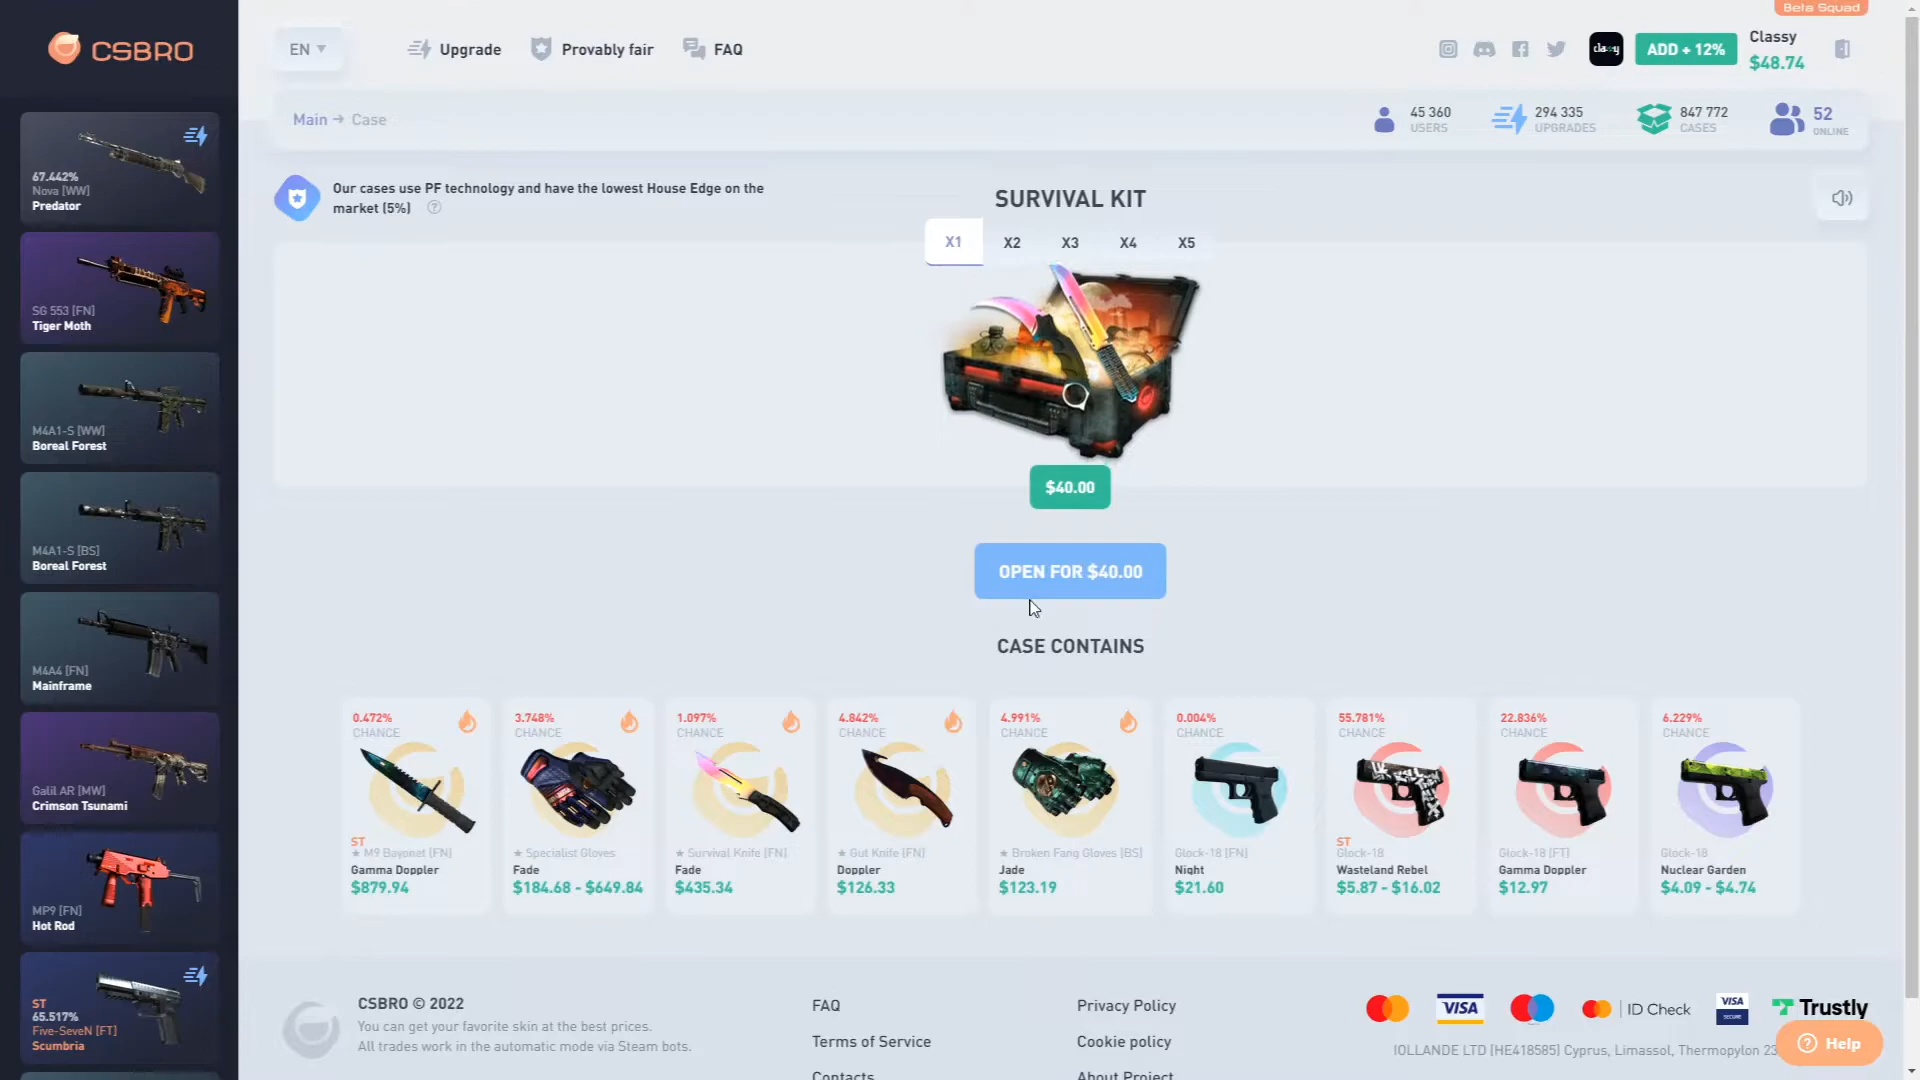 Beta Squad
CSBRO
EN
Upgrade
Provably fair
FAQ
classy
ADD + 12%
Classy
$48.74
Main → Case
45 360
USERS
294 335
UPGRADES
847 772
CASES
52
ONLINE
67.442%
Nova [WW]
Predator
SG 553 [FN]
Tiger Moth
M4A1-S [WW]
Boreal Forest
M4A1-S [BS]
Boreal Forest
M4A4 [FN]
Mainframe
Galil AR [MW]
Crimson Tsunami
MP9 [FN]
Hot Rod
ST
65.517%
Five-SeveN [FT]
Scumbria
Our cases use PF technology and have the lowest House Edge on the
market (5%) ?
SURVIVAL KIT
X1
X2
X3
X4
X5
$40.00
OPEN FOR $40.00
CASE CONTAINS
0.472%
CHANCE
ST
★ M9 Bayonet [FN]
Gamma Doppler
$879.94
3.748%
CHANCE
★ Specialist Gloves
Fade
$184.68 - $649.84
1.097%
CHANCE
★ Survival Knife [FN]
Fade
$435.34
4.842%
CHANCE
★ Gut Knife [FN]
Doppler
$126.33
4.991%
CHANCE
★ Broken Fang Gloves [BS]
Jade
$123.19
0.004%
CHANCE
Glock-18 [FN]
Night
$21.60
55.781%
CHANCE
ST
Glock-18
Wasteland Rebel
$5.87 - $16.02
22.836%
CHANCE
Glock-18 [FT]
Gamma Doppler
$12.97
6.229%
CHANCE
Glock-18
Nuclear Garden
$4.09 - $4.74
CSBRO © 2022
You can get your favorite skin at the best prices.
All trades work in the automatic mode via Steam bots.
FAQ
Terms of Service
Contacts
Privacy Policy
Cookie policy
About Project
VISA
ID Check
VISA
SECURE
Trustly
IOLLANDE LTD [HE418585] Cyprus, Limassol, Thermopylon 23
? Help